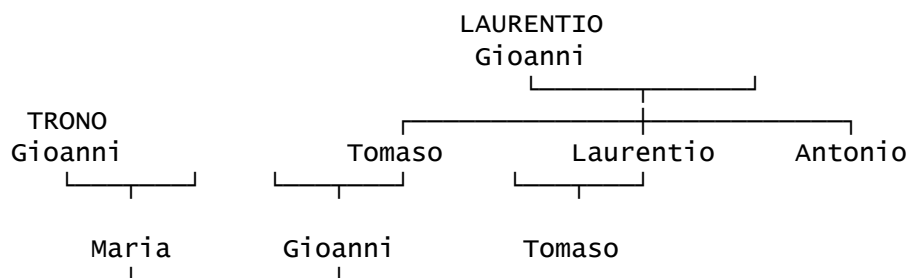 LAURENTIO
Gioanni
TRONO
Gioanni Tomaso Laurentio Antonio
Maria Gioanni Tomaso